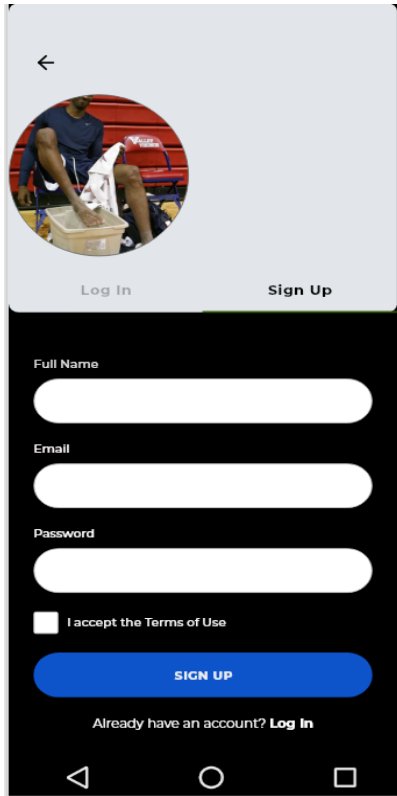 VALLEY
Log In
Sign Up
Full Name
Email
Password
I accept the Terms of Use
SIGN UP
Already have an account? Log In